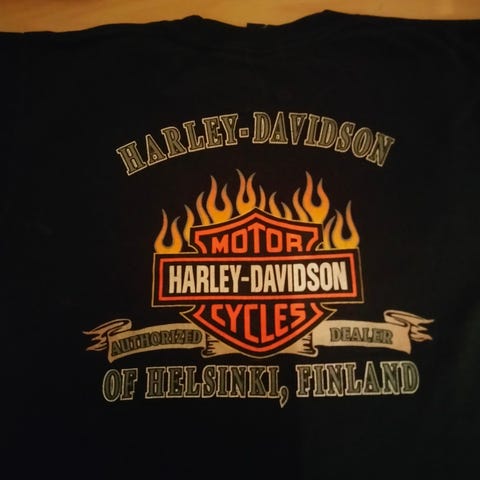 HARLEY-DAVIDSON
MOTOR
HARLEY-DAVIDSON
CYCLES
AUTHORIZED DEALER
OF HELSINKI, FINLAND